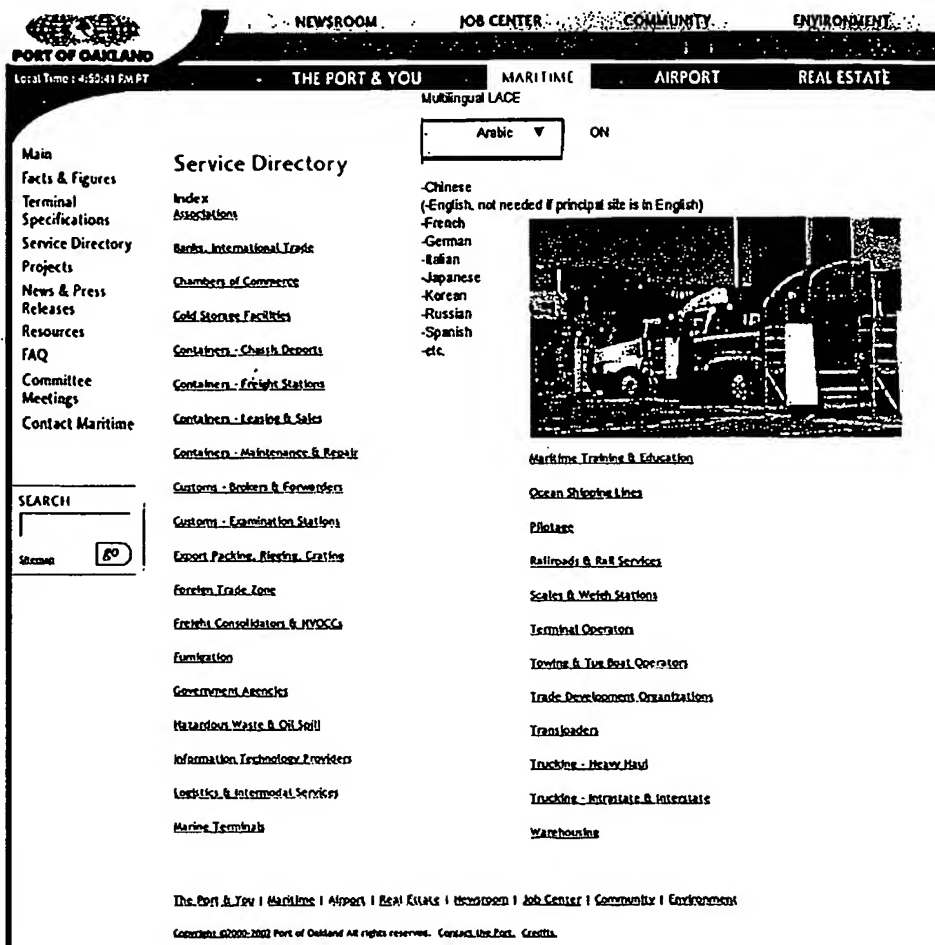 NEWSROOM
JOB CENTER
COMMUNITY
ENVIRONMENT
PORT OF OAKLAND
Local Time : 4:50:41 PM PT
THE PORT & YOU
MARITIME
AIRPORT
REAL ESTATE
Multilingual LACE
Arabic ▼
ON
-Chinese
(-English, not needed if principal site is in English)
-French
-German
-Italian
-Japanese
-Korean
-Russian
-Spanish
-etc.
Main
Facts & Figures
Terminal
Specifications
Service Directory
Projects
News & Press
Releases
Resources
FAQ
Committee
Meetings
Contact Maritime
SEARCH
Sitemap
go
Service Directory
Index
Associations
Banks, International Trade
Chambers of Commerce
Cold Storage Facilities
Containers - Chassis Deports
Containers - Freight Stations
Containers - Leasing & Sales
Containers - Maintenance & Repair
Customs - Brokers & Forwarders
Customs - Examination Stations
Export Packing, Rigging, Crating
Foreign Trade Zone
Freight Consolidators & NVOCCs
Fumigation
Government Agencies
Hazardous Waste & Oil Spill
Information Technology Providers
Logistics & Intermodal Services
Marine Terminals
Maritime Training & Education
Ocean Shipping Lines
Pilotage
Railroads & Rail Services
Scales & Weigh Stations
Terminal Operators
Towing & Tug Boat Operators
Trade Development Organizations
Transloaders
Trucking - Heavy Haul
Trucking - Intrastate & Interstate
Warehousing
The Port & You | Maritime | Airport | Real Estate | Newsroom | Job Center | Community | Environment
Copyright ©2000-2002 Port of Oakland All rights reserved. Contact the Port. Credits.